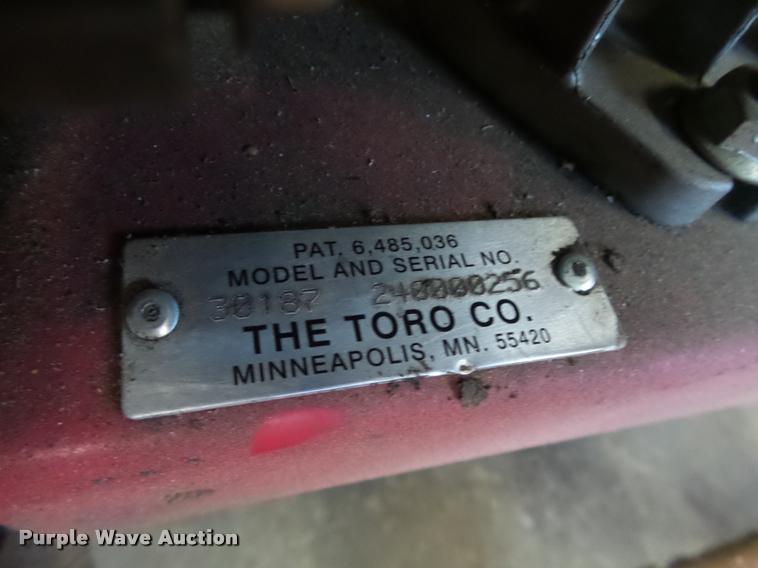 PAT. 6,485,036
MODEL AND SERIAL NO.
30187 240000256
THE TORO CO.
MINNEAPOLIS, MN. 55420
Purple Wave Auction